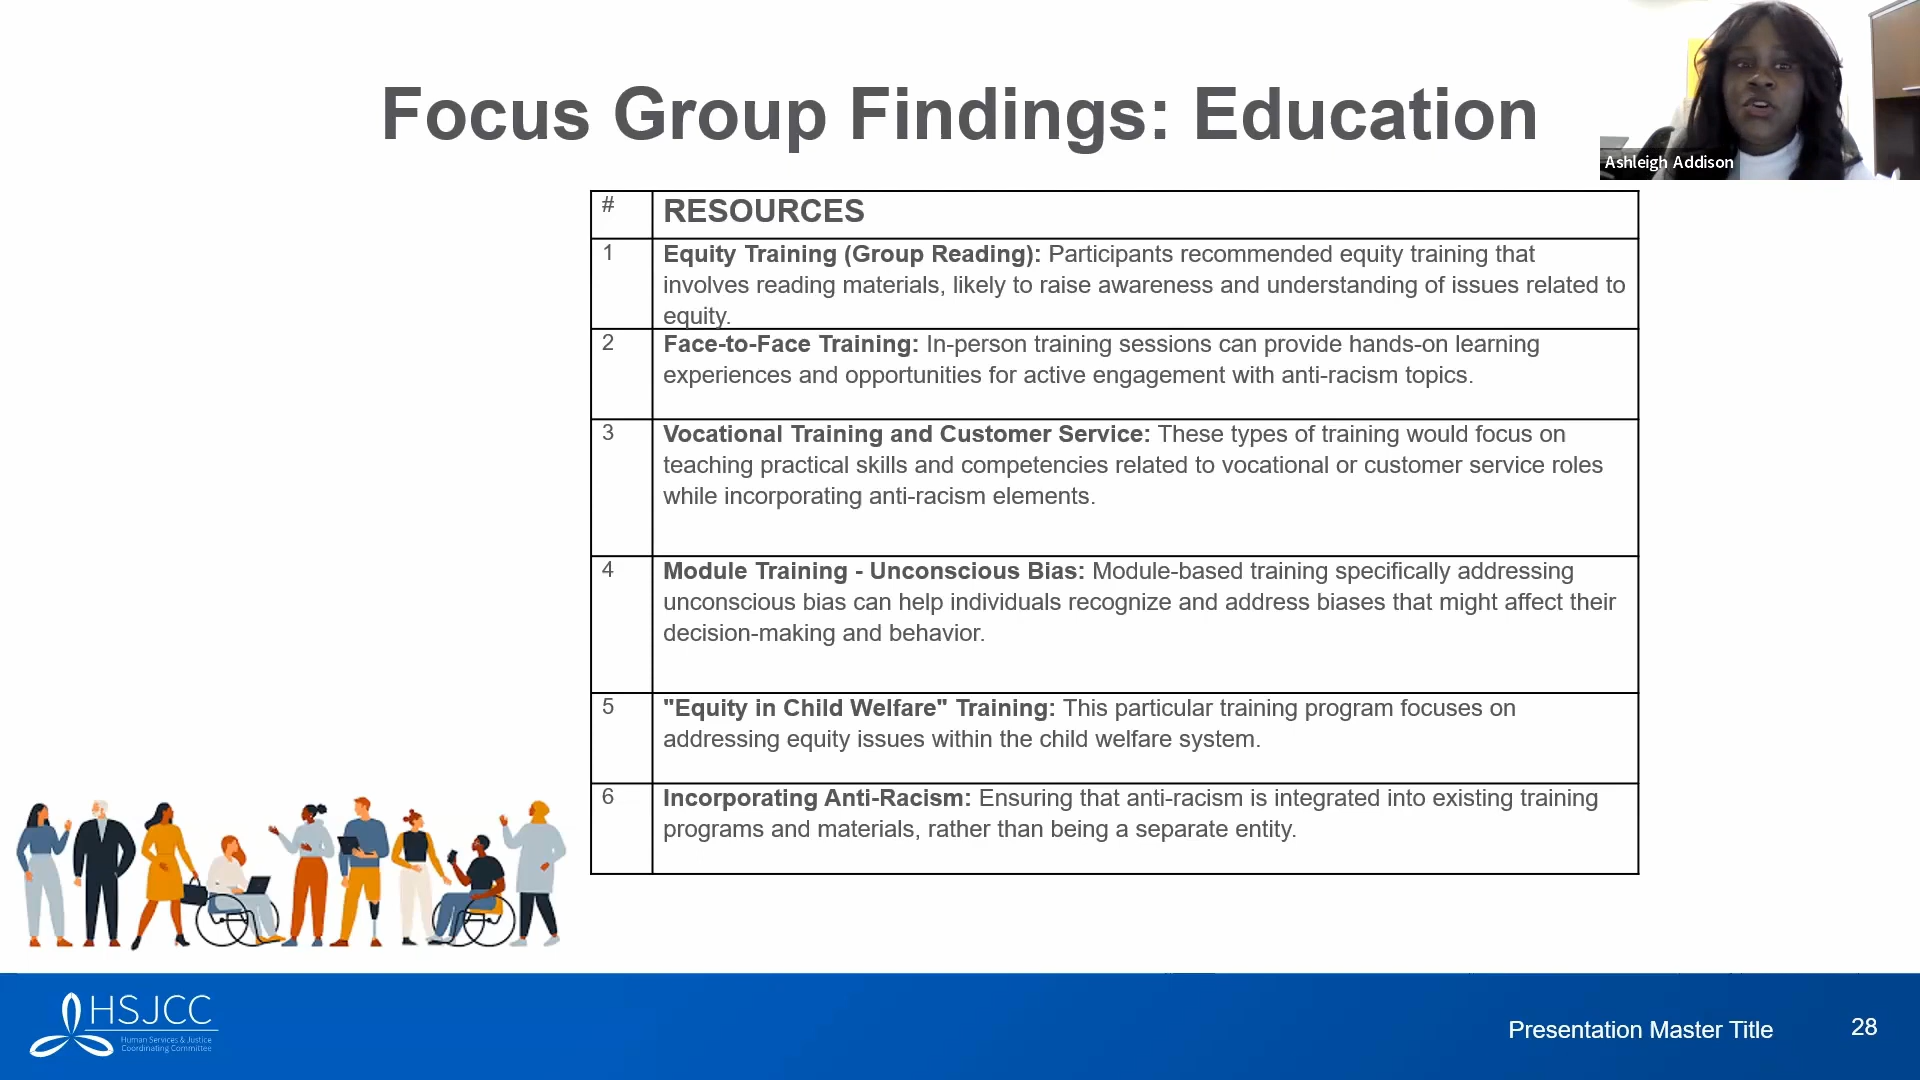 Focus Group Findings: Education
Ashleigh Addison
# RESOURCES
1 Equity Training (Group Reading): Participants recommended equity training that
involves reading materials, likely to raise awareness and understanding of issues related to
equity.
2 Face-to-Face Training: In-person training sessions can provide hands-on learning
experiences and opportunities for active engagement with anti-racism topics.
3 Vocational Training and Customer Service: These types of training would focus on
teaching practical skills and competencies related to vocational or customer service roles
while incorporating anti-racism elements.
4 Module Training - Unconscious Bias: Module-based training specifically addressing
unconscious bias can help individuals recognize and address biases that might affect their
decision-making and behavior.
5 "Equity in Child Welfare" Training: This particular training program focuses on
addressing equity issues within the child welfare system.
6 Incorporating Anti-Racism: Ensuring that anti-racism is integrated into existing training
programs and materials, rather than being a separate entity.
HSJCC
Human Services & Justice
Coordinating Committee
Presentation Master Title
28